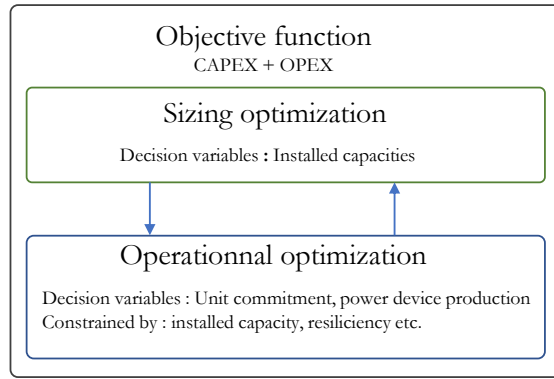 Objective function
CAPEX + OPEX
Sizing optimization
Decision variables : Installed capacities
Operationnal optimization
Decision variables : Unit commitment, power device production
Constrained by : installed capacity, resiliciency etc.